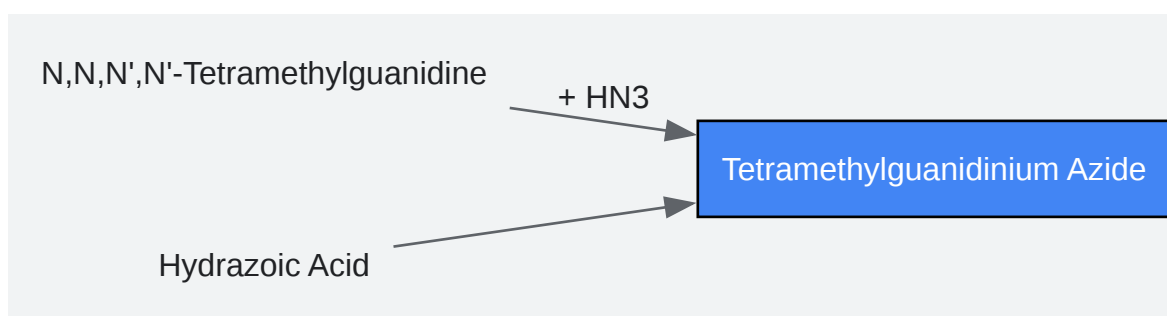 N,N,N',N'-Tetramethylguanidine
+ HN3
Tetramethylguanidinium Azide
Hydrazoic Acid